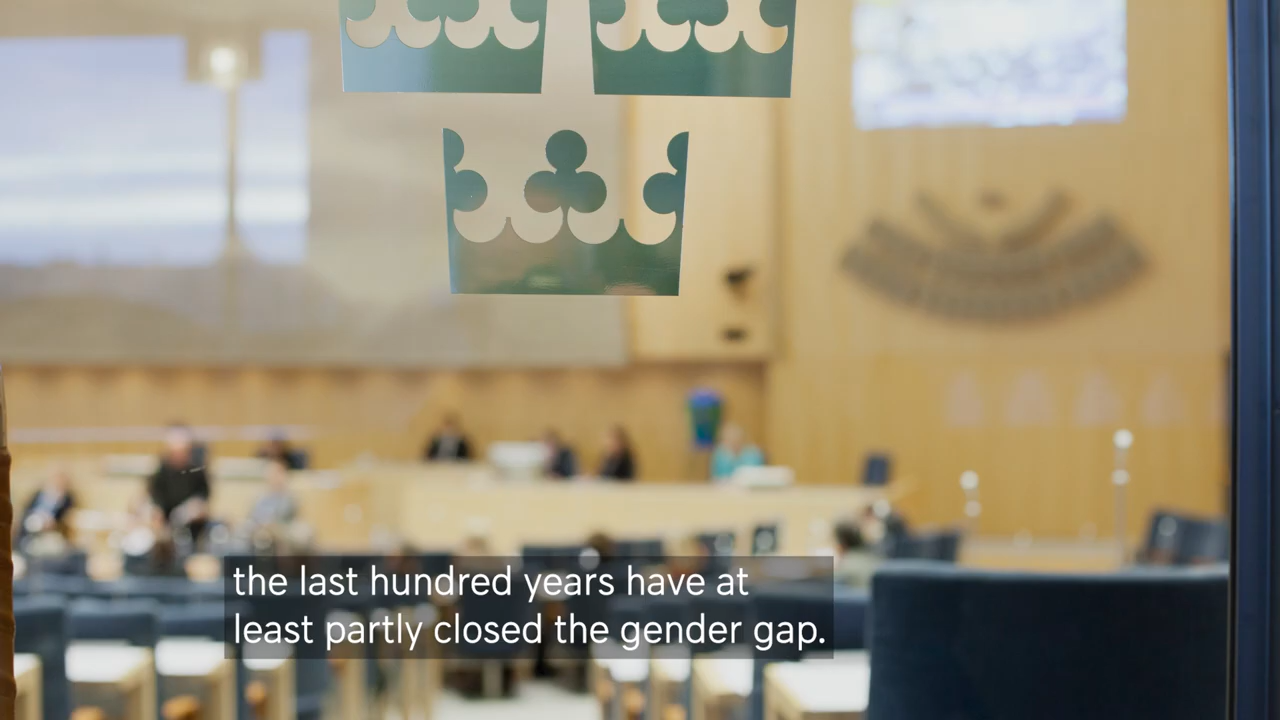 the last hundred years have at
least partly closed the gender gap.